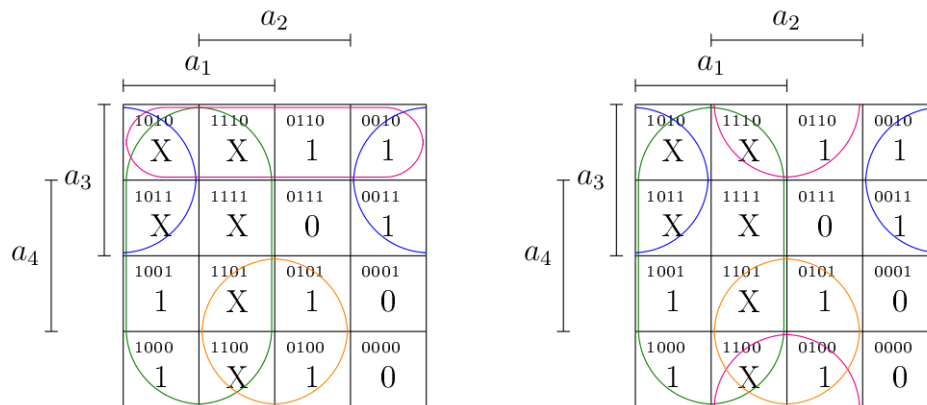 a₂ a₂
a₁ a₁
1010 1110 0110 0010 1010 1110 0110 0010
X X 1 1 X X 1 1
a₃ a₃
1011 1111 0111 0011 1011 1111 0111 0011
X X 0 1 X X 0 1
a₄ a₄
1001 1101 0101 0001 1001 1101 0101 0001
1 X 1 0 1 X 1 0
1000 1100 0100 0000 1000 1100 0100 0000
1 X 1 0 1 X 1 0